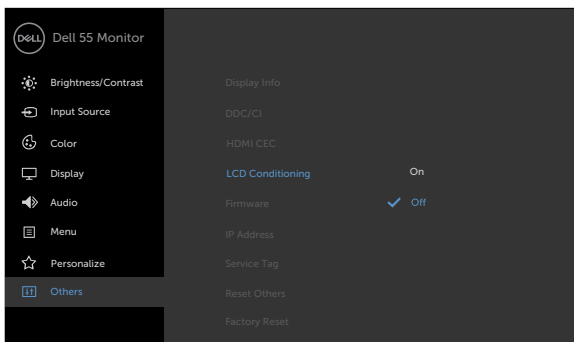 DELL Dell 55 Monitor
Brightness/Contrast
Input Source
Color
Display
Audio
Menu
Personalize
Others
Display Info
DDC/CI
HDMI CEC
LCD Conditioning
Firmware
IP Address
Service Tag
Reset Others
Factory Reset
On
Off